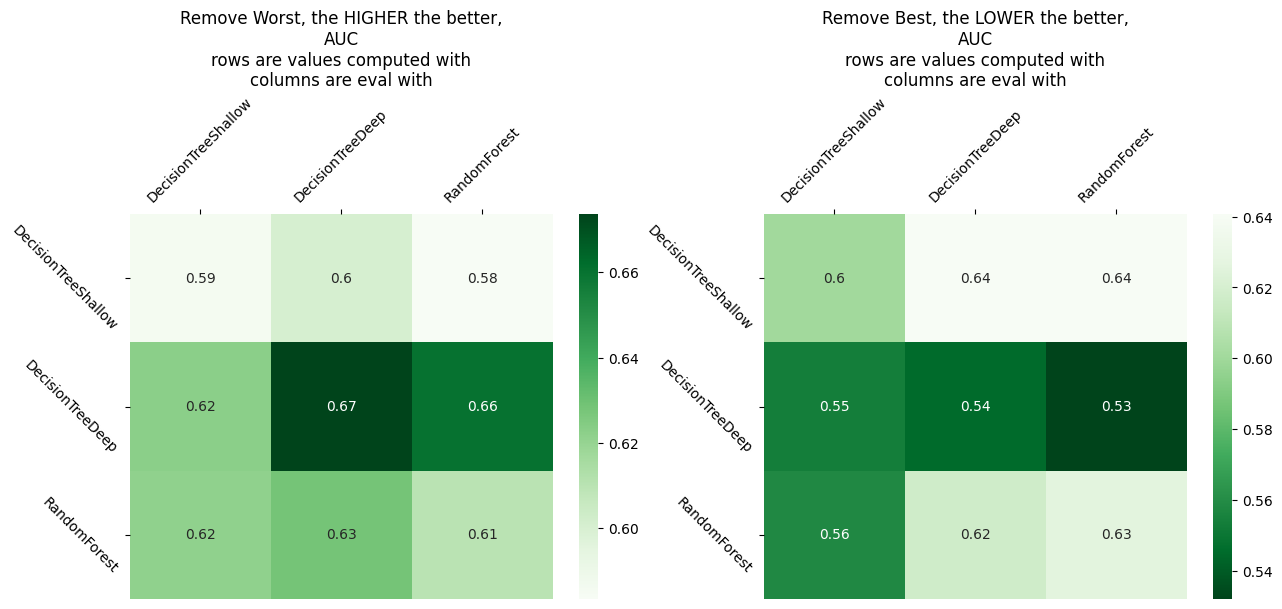 Remove Worst, the HIGHER the better,
AUC
rows are values computed with
columns are eval with
DecisionTreeShallow
DecisionTreeDeep
RandomForest
DecisionTreeShallow
0.59
0.6
0.58
DecisionTreeDeep
0.62
0.67
0.66
RandomForest
0.62
0.63
0.61
0.66
0.64
0.62
0.60
Remove Best, the LOWER the better,
AUC
rows are values computed with
columns are eval with
DecisionTreeShallow
DecisionTreeDeep
RandomForest
DecisionTreeShallow
0.6
0.64
0.64
DecisionTreeDeep
0.55
0.54
0.53
RandomForest
0.56
0.62
0.63
0.64
0.62
0.60
0.58
0.56
0.54